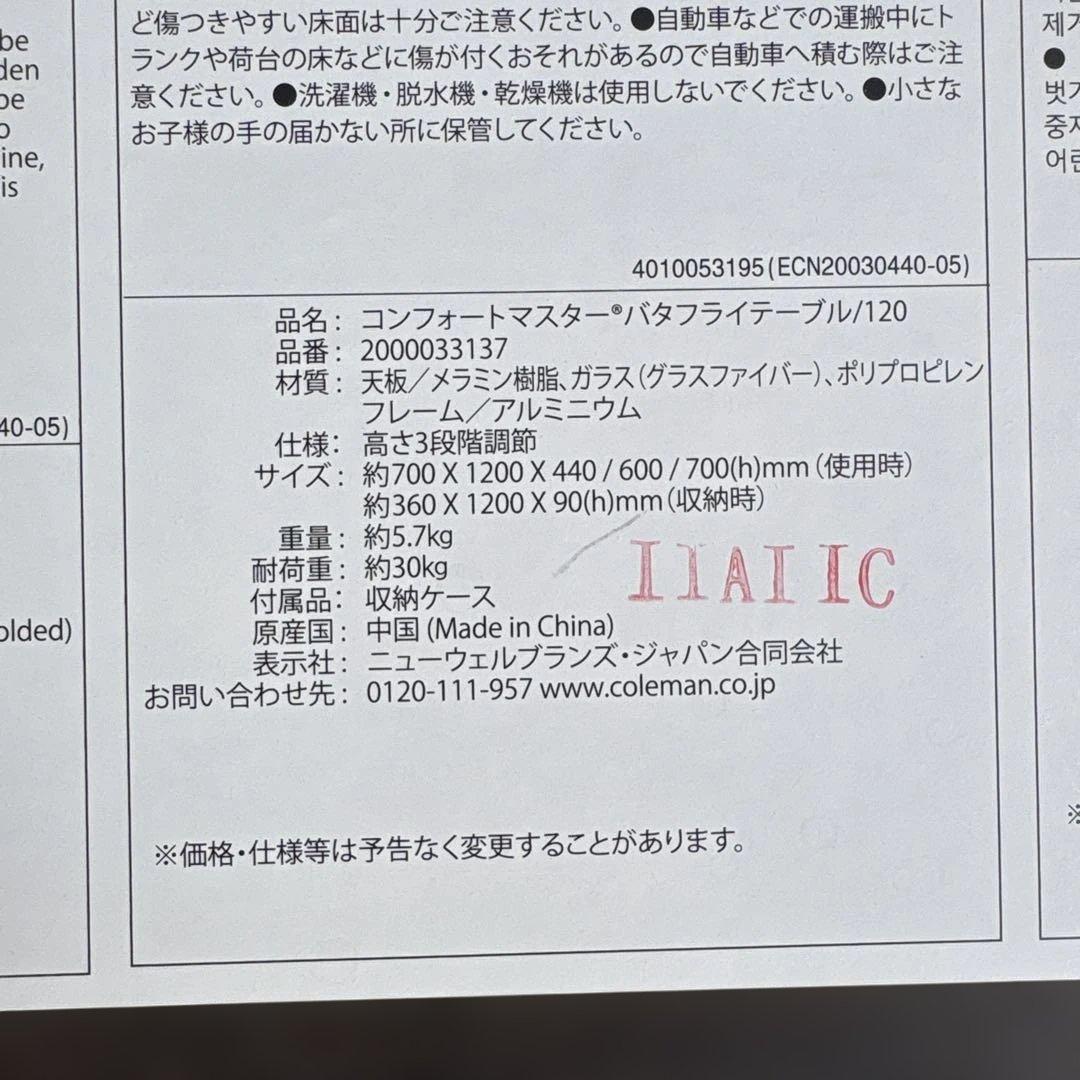 be
den
be
ine,
is
40-05)
olded)
ど傷つきやすい床面は十分ご注意ください。●自動車などでの運搬中にト
ランクや荷台の床などに傷が付くおそれがあるので自動車へ積む際はご注
意ください。●洗濯機・脱水機・乾燥機は使用しないでください。●小さな
お子様の手の届かない所に保管してください。
4010053195(ECN20030440-05)
品名： コンフォートマスター®バタフライテーブル/120
品番： 2000033137
材質： 天板／メラミン樹脂、ガラス（グラスファイバー）、ポリプロピレン
フレーム／アルミニウム
仕様： 高さ3段階調節
サイズ： 約700 X 1200 X 440 / 600 / 700(h)mm（使用時）
約360 X 1200 X 90(h)mm（収納時）
重量： 約5.7kg
耐荷重： 約30kg
付属品： 収納ケース
原産国： 中国 (Made in China)
表示社： ニューウェルブランズ・ジャパン合同会社
お問い合わせ先： 0120-111-957 www.coleman.co.jp
11A11C
※価格・仕様等は予告なく変更することがあります。
●
※